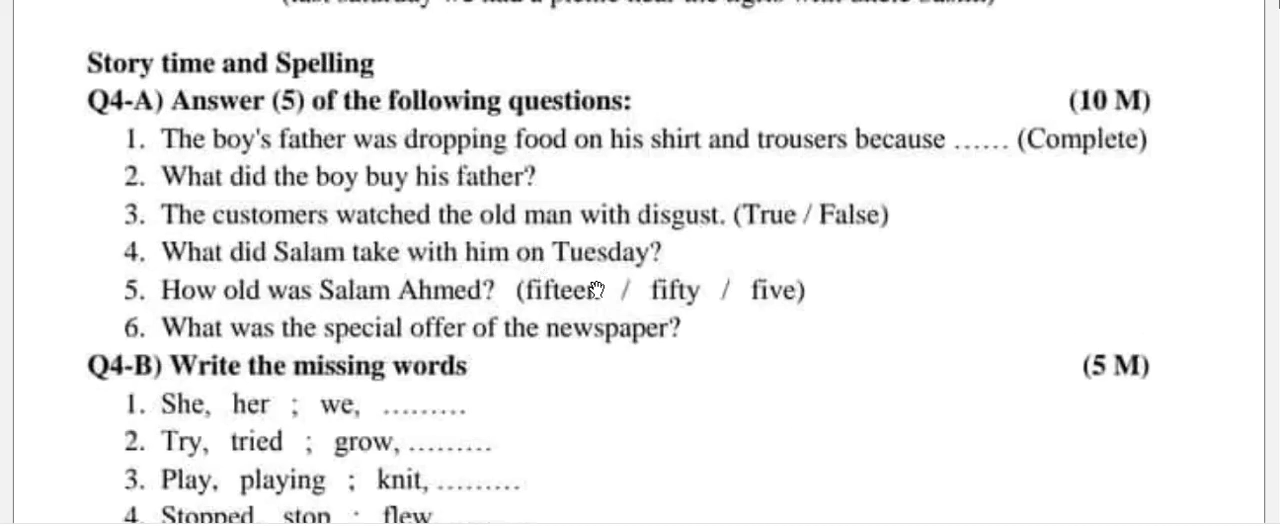 Story time and Spelling
Q4-A) Answer (5) of the following questions: (10 M)
1. The boy's father was dropping food on his shirt and trousers because ...... (Complete)
2. What did the boy buy his father?
3. The customers watched the old man with disgust. (True / False)
4. What did Salam take with him on Tuesday?
5. How old was Salam Ahmed? (fifteen / fifty / five)
6. What was the special offer of the newspaper?
Q4-B) Write the missing words (5 M)
1. She, her ; we, .........
2. Try, tried ; grow, .........
3. Play, playing ; knit, .........
4. Stopped, stop ; flew